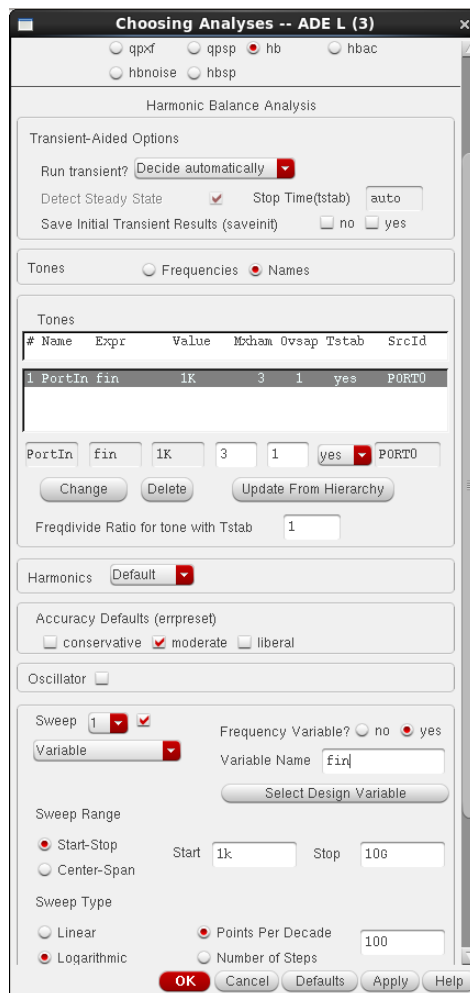 Choosing Analyses -- ADE L (3)
qpxf qpsp hb hbac
hbnoise hbsp
Harmonic Balance Analysis
Transient-Aided Options
Run transient? Decide automatically
Detect Steady State Stop Time(tstab) auto
Save Initial Transient Results (saveinit) no yes
Tones Frequencies Names
Tones
# Name Expr Value Mxham Ovsap Tstab SrcId
1 PortIn fin 1K 3 1 yes PORT0
PortIn fin 1K 3 1 yes PORT0
Change Delete Update From Hierarchy
Freqdivide Ratio for tone with Tstab 1
Harmonics Default
Accuracy Defaults (errpreset)
conservative moderate liberal
Oscillator
Sweep 1 Frequency Variable? no yes
Variable Variable Name fin
Select Design Variable
Sweep Range
Start-Stop Start 1k Stop 10G
Center-Span
Sweep Type
Linear Points Per Decade 100
Logarithmic Number of Steps
OK Cancel Defaults Apply Help